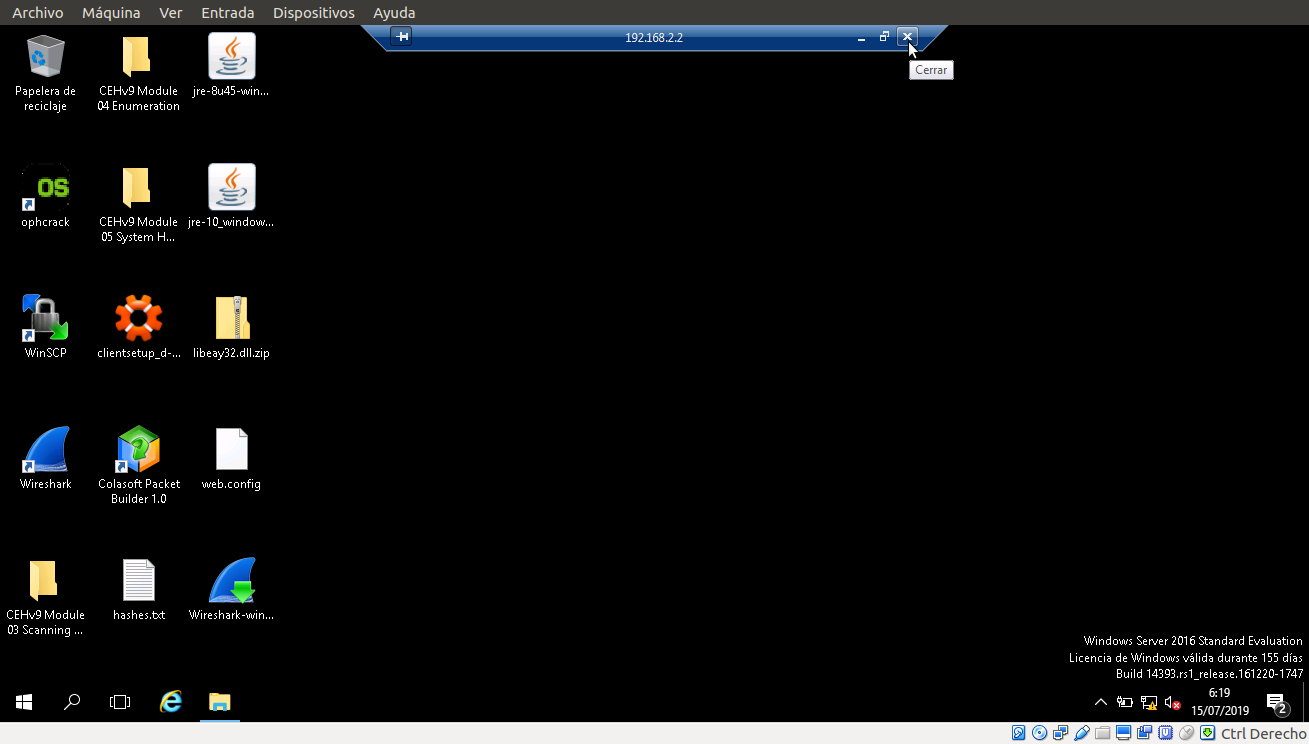 Archivo Máquina Ver Entrada Dispositivos Ayuda
192.168.2.2
Cerrar
Papelera de
reciclaje
CEHv9 Module
04 Enumeration
jre-8u45-win...
OS
ophcrack
CEHv9 Module
05 System H...
jre-10_window...
WinSCP
clientsetup_d-...
libeay32.dll.zip
Wireshark
Colasoft Packet
Builder 1.0
web.config
CEHv9 Module
03 Scanning ...
hashes.txt
Wireshark-win...
Windows Server 2016 Standard Evaluation
Licencia de Windows válida durante 155 días
Build 14393.rs1_release.161220-1747
6:19
15/07/2019
2
Ctrl Derecho